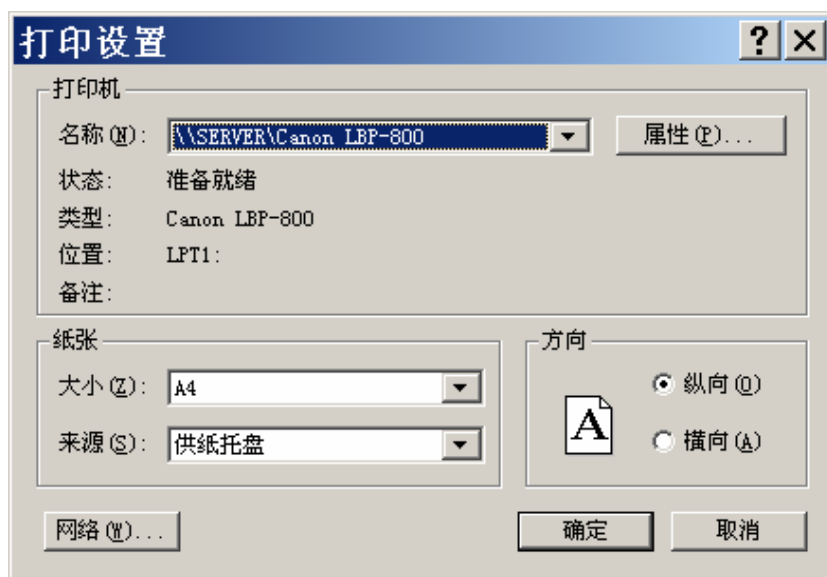 打印设置
打印机
名称(N): \\SERVER\Canon LBP-800 属性(P)...
状态: 准备就绪
类型: Canon LBP-800
位置: LPT1:
备注:
纸张
大小(Z): A4
来源(S): 供纸托盘
方向
A
纵向(O)
横向(A)
网络(W)... 确定 取消